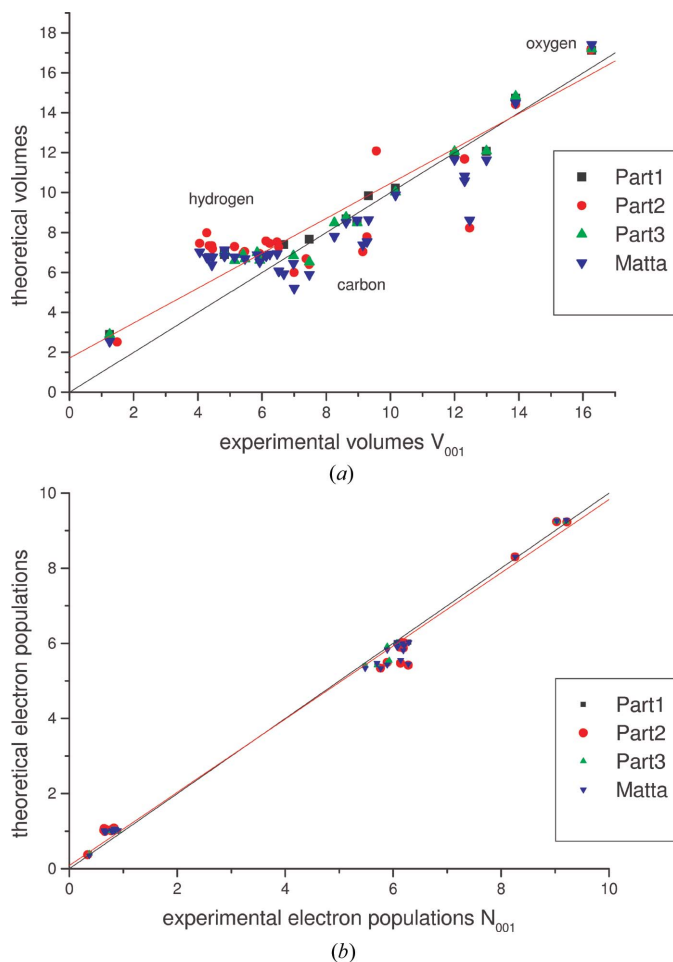 18
16
14
12
10
8
6
4
2
0
theoretical volumes
oxygen
hydrogen
carbon
Part1
Part2
Part3
Matta
0 2 4 6 8 10 12 14 16
experimental volumes V001
(a)
10
8
6
4
2
0
theoretical electron populations
Part1
Part2
Part3
Matta
0 2 4 6 8 10
experimental electron populations N001
(b)